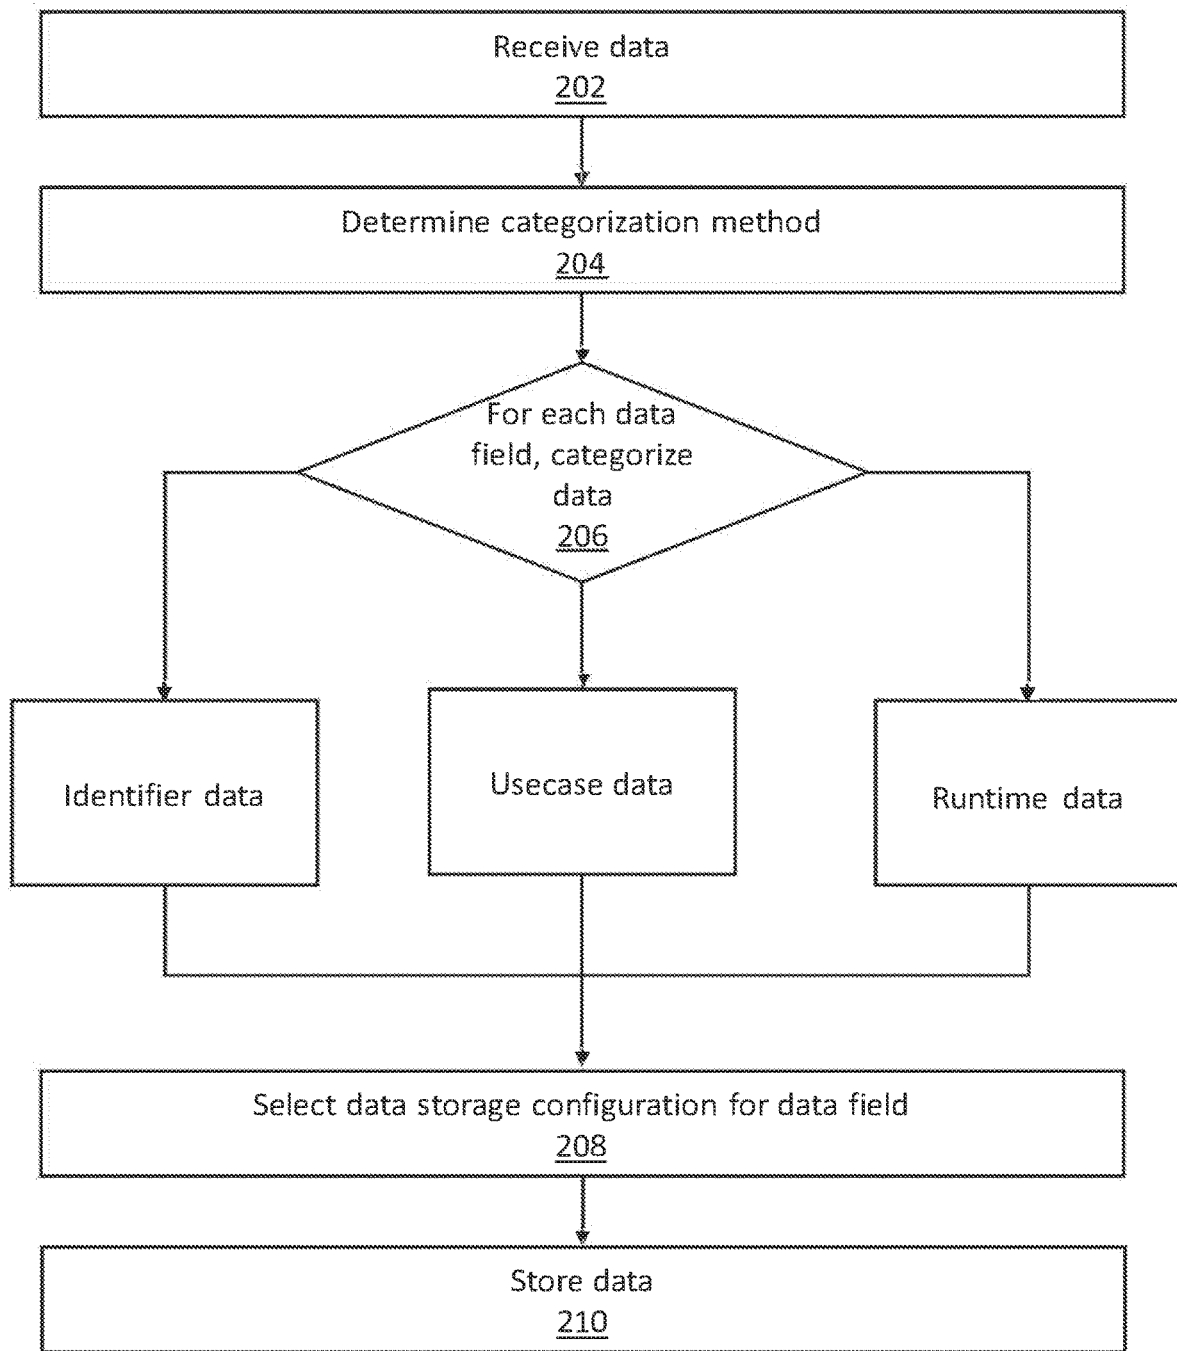 Receive data
202
Determine categorization method
204
For each data
field, categorize
data
206
Identifier data
Usecase data
Runtime data
Select data storage configuration for data field
208
Store data
210